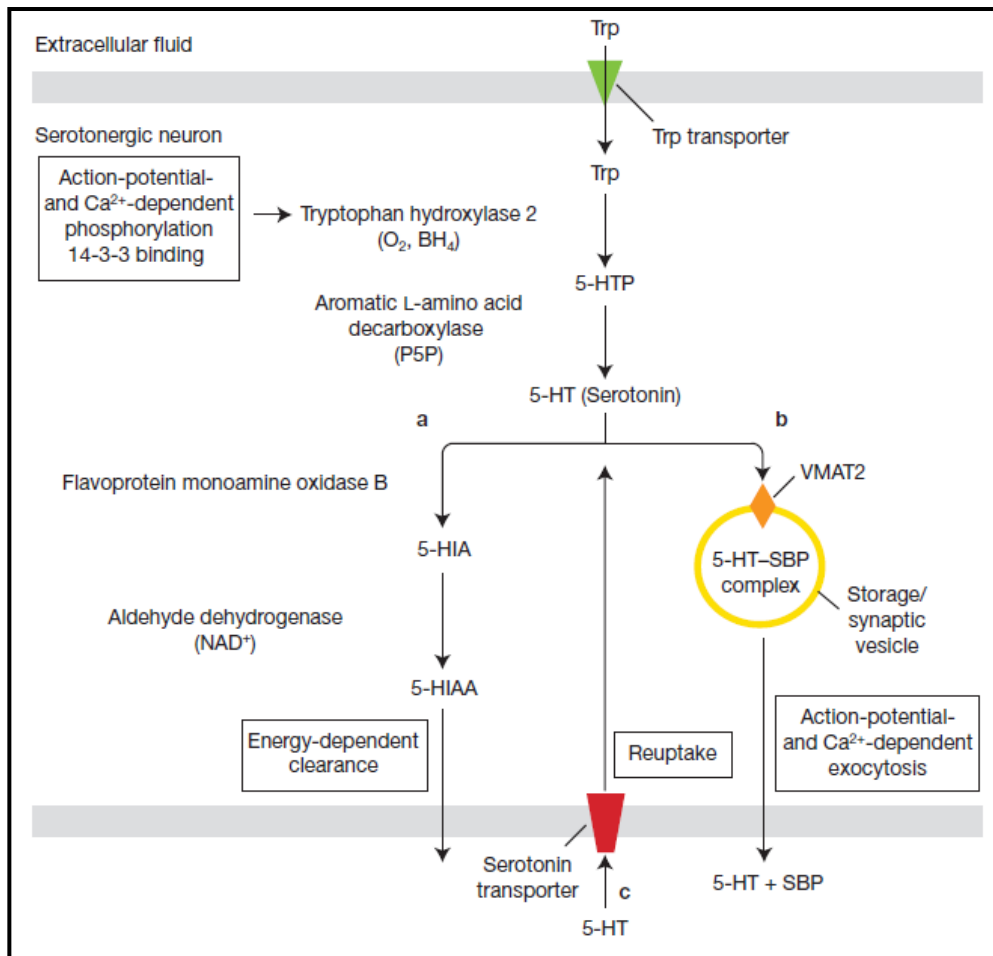 Trp
Extracellular fluid
Trp transporter
Serotonergic neuron
Trp
Action-potential-
and Ca²⁺-dependent
phosphorylation
14-3-3 binding
Tryptophan hydroxylase 2
(O₂, BH₄)
5-HTP
Aromatic L-amino acid
decarboxylase
(P5P)
5-HT (Serotonin)
a
b
Flavoprotein monoamine oxidase B
VMAT2
5-HIA
5-HT–SBP
complex
Storage/
synaptic
vesicle
Aldehyde dehydrogenase
(NAD⁺)
5-HIAA
Energy-dependent
clearance
Reuptake
Action-potential-
and Ca²⁺-dependent
exocytosis
Serotonin
transporter
c
5-HT + SBP
5-HT